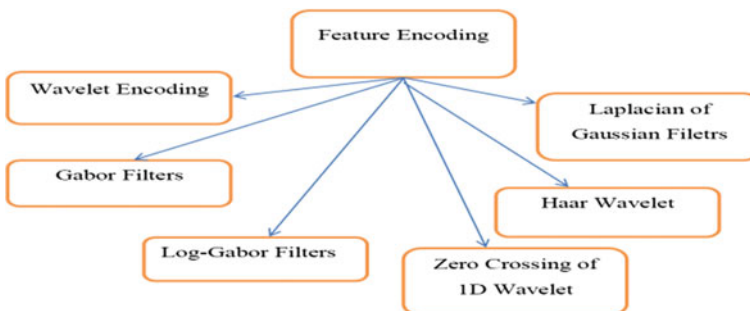 Feature Encoding
Wavelet Encoding
Laplacian of
Gaussian Filetrs
Gabor Filters
Haar Wavelet
Log-Gabor Filters
Zero Crossing of
1D Wavelet